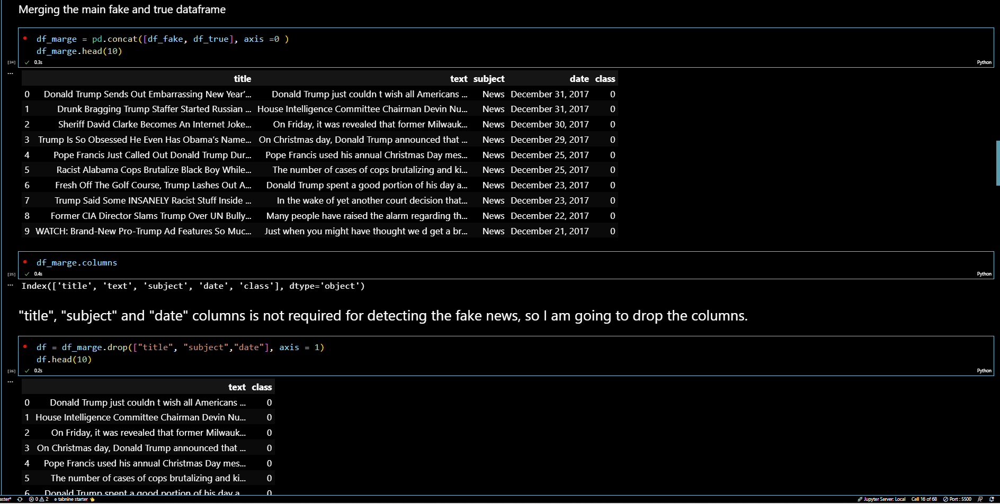 Merging the main fake and true dataframe
df_marge = pd.concat([df_fake, df_true], axis =0 )
df_marge.head(10)
[24] 0.3s Python
...
title text subject date class
0 Donald Trump Sends Out Embarrassing New Year’... Donald Trump just couldn t wish all Americans ... News December 31, 2017 0
1 Drunk Bragging Trump Staffer Started Russian ... House Intelligence Committee Chairman Devin Nu... News December 31, 2017 0
2 Sheriff David Clarke Becomes An Internet Joke... On Friday, it was revealed that former Milwauk... News December 30, 2017 0
3 Trump Is So Obsessed He Even Has Obama’s Name... On Christmas day, Donald Trump announced that ... News December 29, 2017 0
4 Pope Francis Just Called Out Donald Trump Dur... Pope Francis used his annual Christmas Day mes... News December 25, 2017 0
5 Racist Alabama Cops Brutalize Black Boy While... The number of cases of cops brutalizing and ki... News December 25, 2017 0
6 Fresh Off The Golf Course, Trump Lashes Out A... Donald Trump spent a good portion of his day a... News December 23, 2017 0
7 Trump Said Some INSANELY Racist Stuff Inside ... In the wake of yet another court decision that... News December 23, 2017 0
8 Former CIA Director Slams Trump Over UN Bully... Many people have raised the alarm regarding th... News December 22, 2017 0
9 WATCH: Brand-New Pro-Trump Ad Features So Muc... Just when you might have thought we d get a br... News December 21, 2017 0
df_marge.columns
[25] 0.4s Python
... Index(['title', 'text', 'subject', 'date', 'class'], dtype='object')
"title", "subject" and "date" columns is not required for detecting the fake news, so I am going to drop the columns.
df = df_marge.drop(["title", "subject","date"], axis = 1)
df.head(10)
[26] 0.2s Python
...
text class
0 Donald Trump just couldn t wish all Americans ... 0
1 House Intelligence Committee Chairman Devin Nu... 0
2 On Friday, it was revealed that former Milwauk... 0
3 On Christmas day, Donald Trump announced that ... 0
4 Pope Francis used his annual Christmas Day mes... 0
5 The number of cases of cops brutalizing and ki... 0
6 Donald Trump spent a good portion of his day a... 0
aster* 0 2 tabnine starter Jupyter Server: Local Cell 16 of 68 Port : 5500